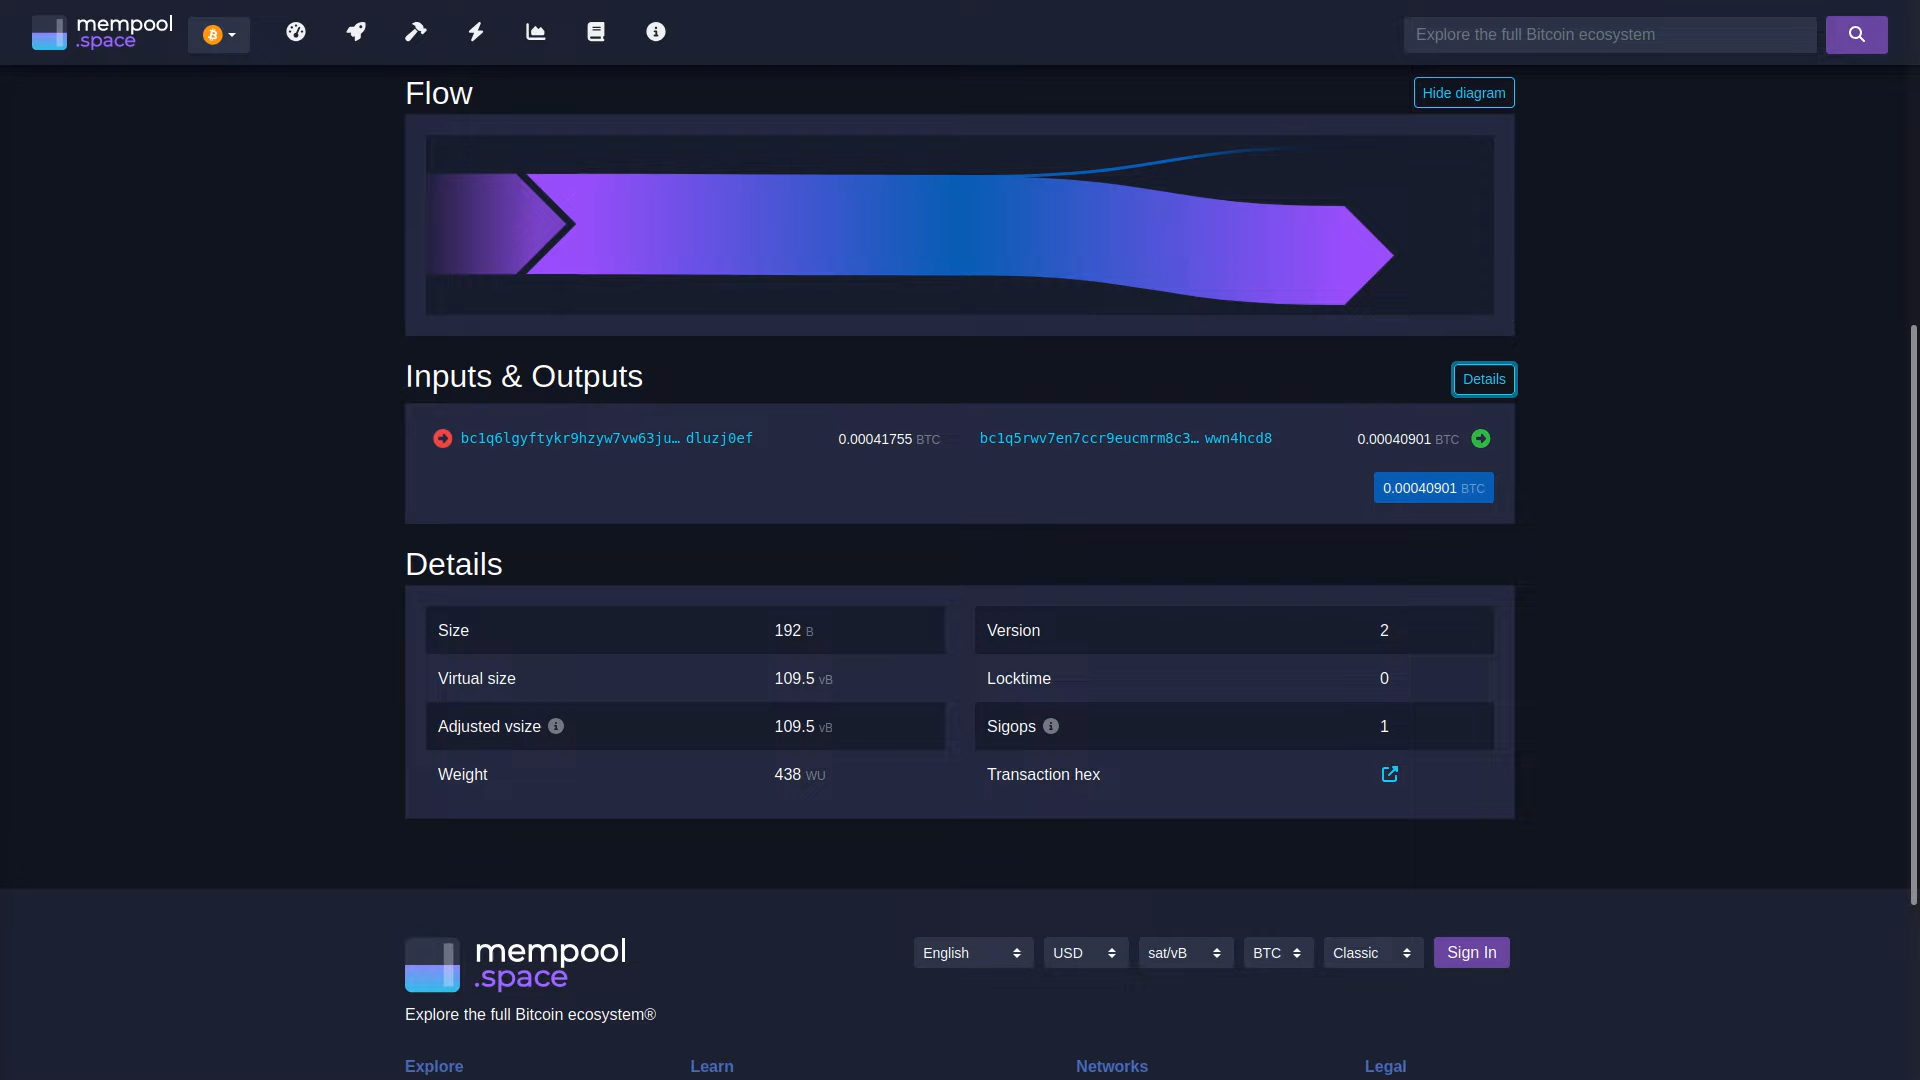 mempool
.space
Explore the full Bitcoin ecosystem
Flow
Hide diagram
Inputs & Outputs
Details
bc1q6lgyftykr9hzyw7vw63ju… dluzj0ef
0.00041755 BTC
bc1q5rwv7en7ccr9eucmrm8c3… wwn4hcd8
0.00040901 BTC
0.00040901 BTC
Details
Size 192 B
Virtual size 109.5 vB
Adjusted vsize 109.5 vB
Weight 438 WU
Version 2
Locktime 0
Sigops 1
Transaction hex
mempool
.space
English
USD
sat/vB
BTC
Classic
Sign In
Explore the full Bitcoin ecosystem®
Explore
Learn
Networks
Legal